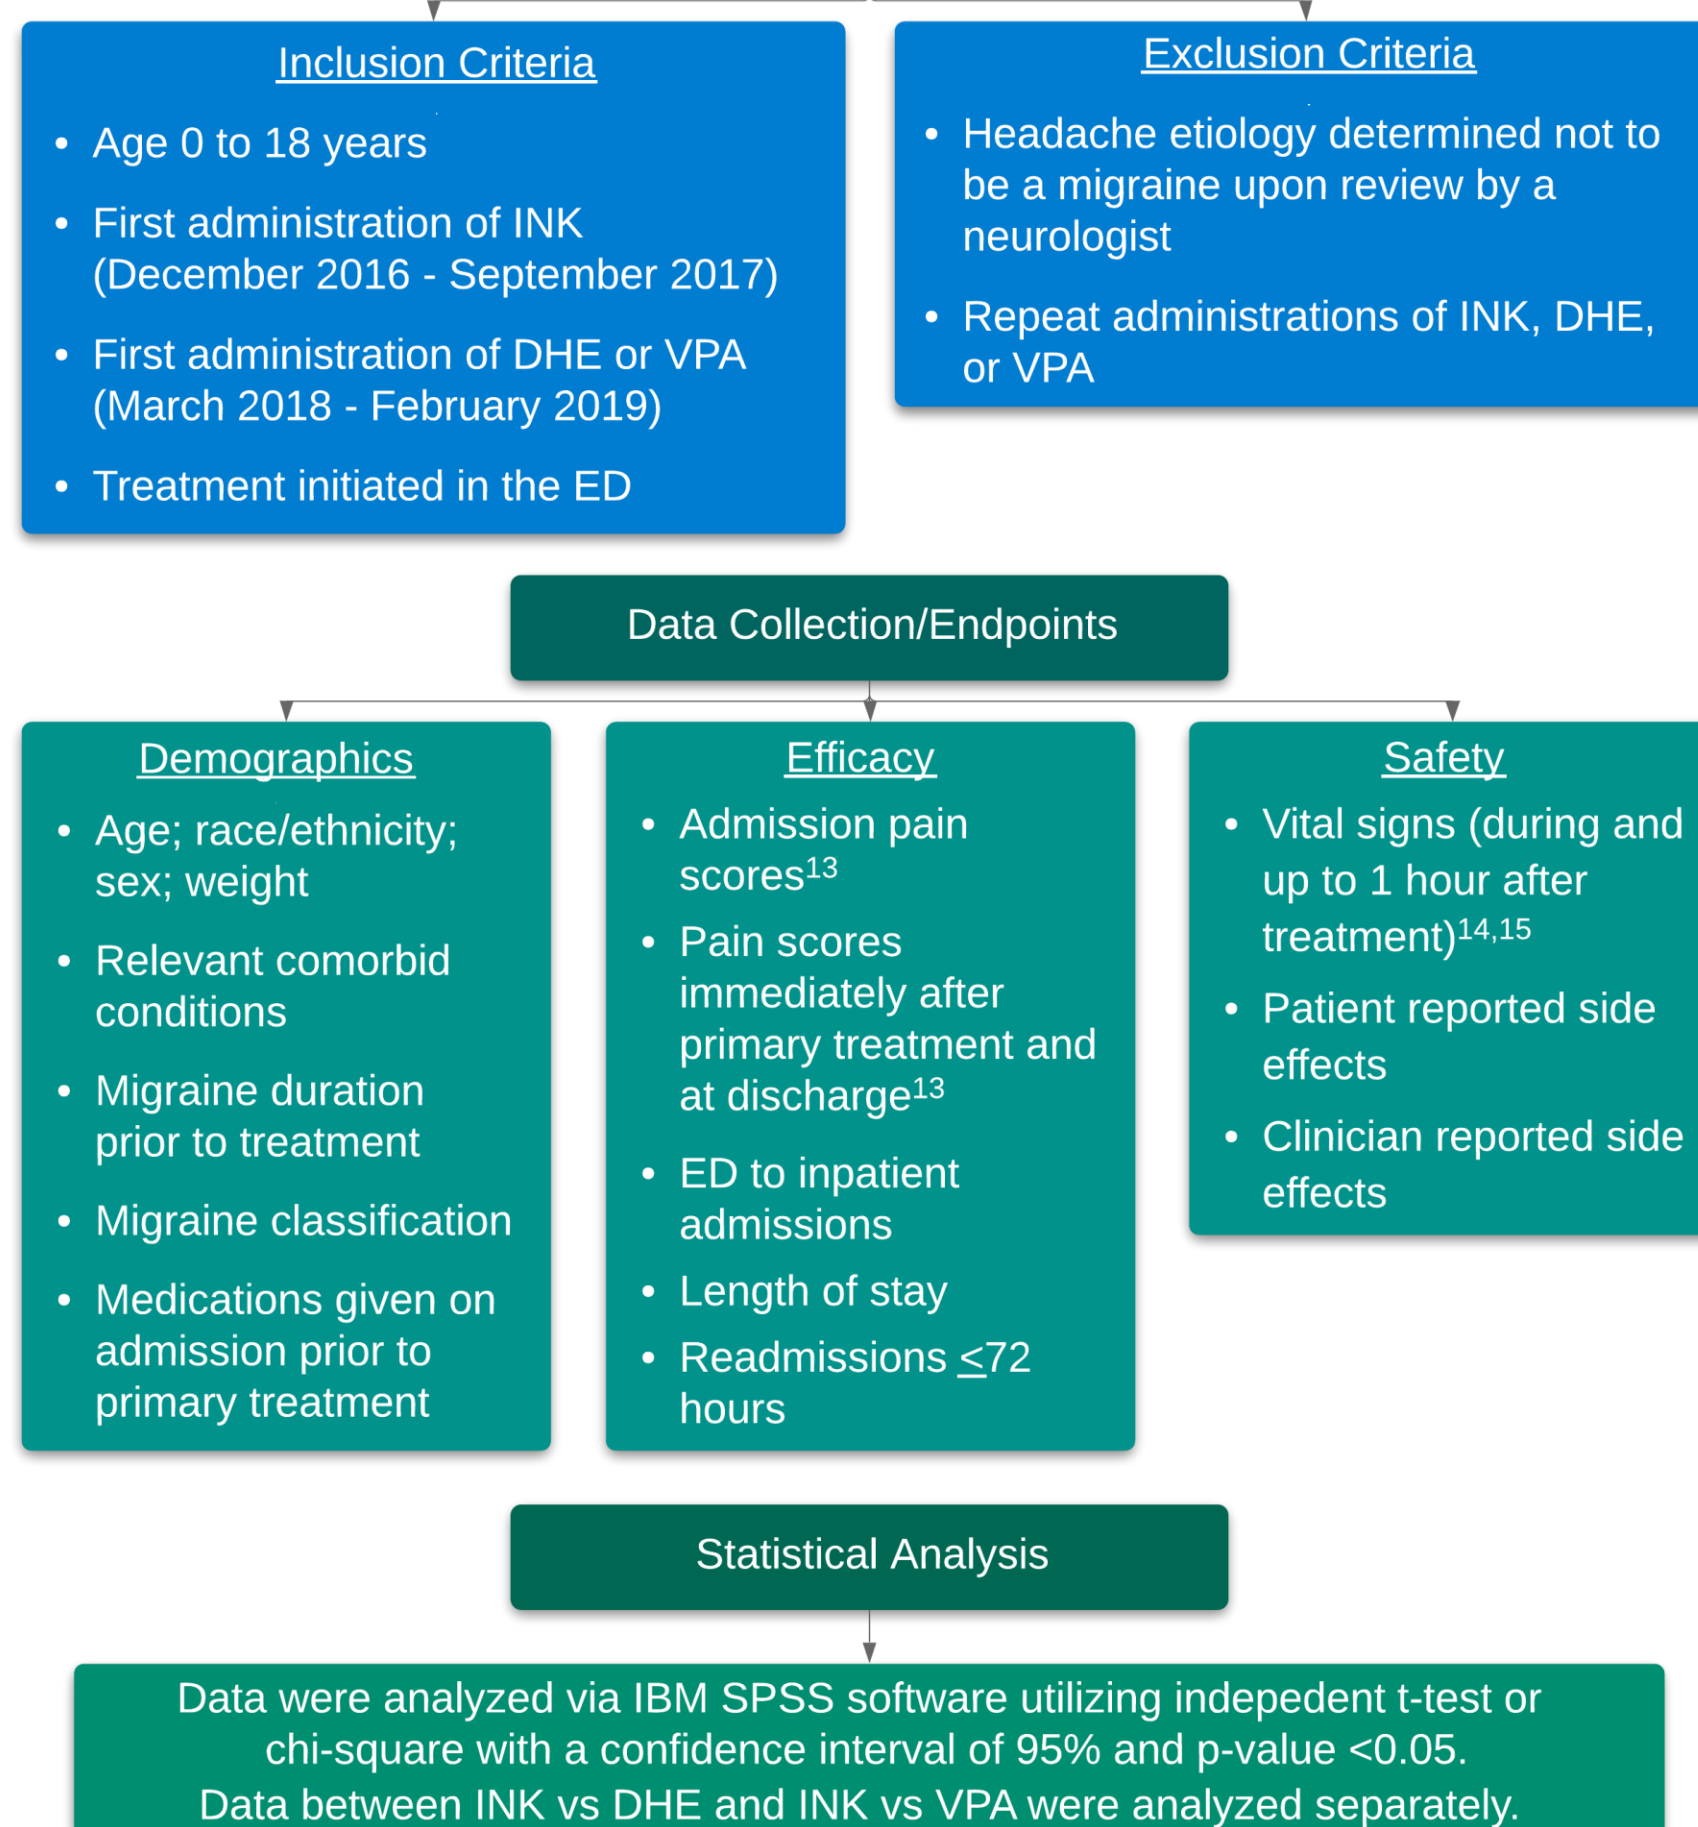 Inclusion Criteria
• Age 0 to 18 years
• First administration of INK
(December 2016 - September 2017)
• First administration of DHE or VPA
(March 2018 - February 2019)
• Treatment initiated in the ED
Exclusion Criteria
• Headache etiology determined not to
be a migraine upon review by a
neurologist
• Repeat administrations of INK, DHE,
or VPA
Data Collection/Endpoints
Demographics
• Age; race/ethnicity;
sex; weight
• Relevant comorbid
conditions
• Migraine duration
prior to treatment
• Migraine classification
• Medications given on
admission prior to
primary treatment
Efficacy
• Admission pain
scores¹³
• Pain scores
immediately after
primary treatment and
at discharge¹³
• ED to inpatient
admissions
• Length of stay
• Readmissions <72
hours
Safety
• Vital signs (during and
up to 1 hour after
treatment)¹⁴,¹⁵
• Patient reported side
effects
• Clinician reported side
effects
Statistical Analysis
Data were analyzed via IBM SPSS software utilizing indepedent t-test or
chi-square with a confidence interval of 95% and p-value <0.05.
Data between INK vs DHE and INK vs VPA were analyzed separately.